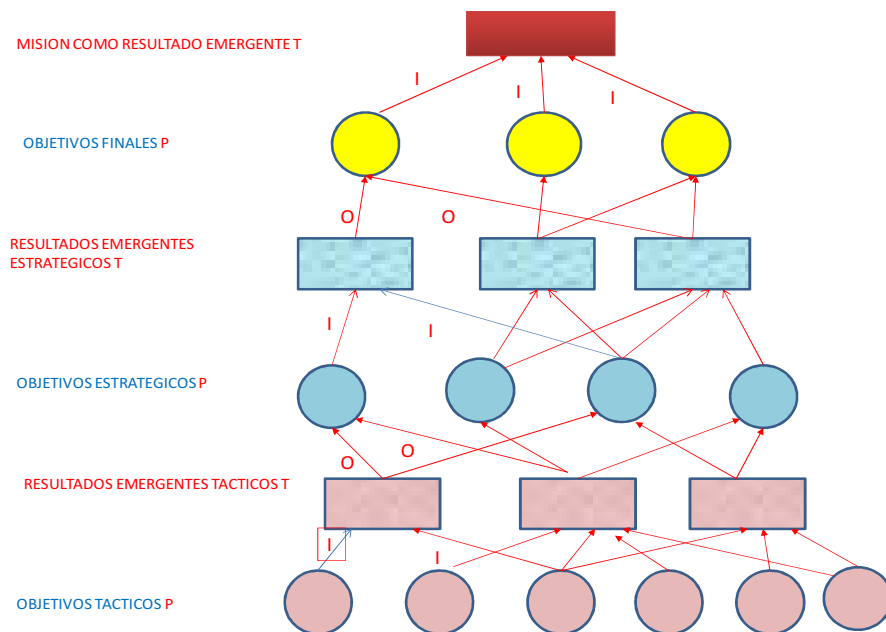 MISION COMO RESULTADO EMERGENTE T
I
I
I
OBJETIVOS FINALES P
O
O
RESULTADOS EMERGENTES
ESTRATEGICOS T
I
I
OBJETIVOS ESTRATEGICOS P
O
O
RESULTADOS EMERGENTES TACTICOS T
I
I
OBJETIVOS TACTICOS P